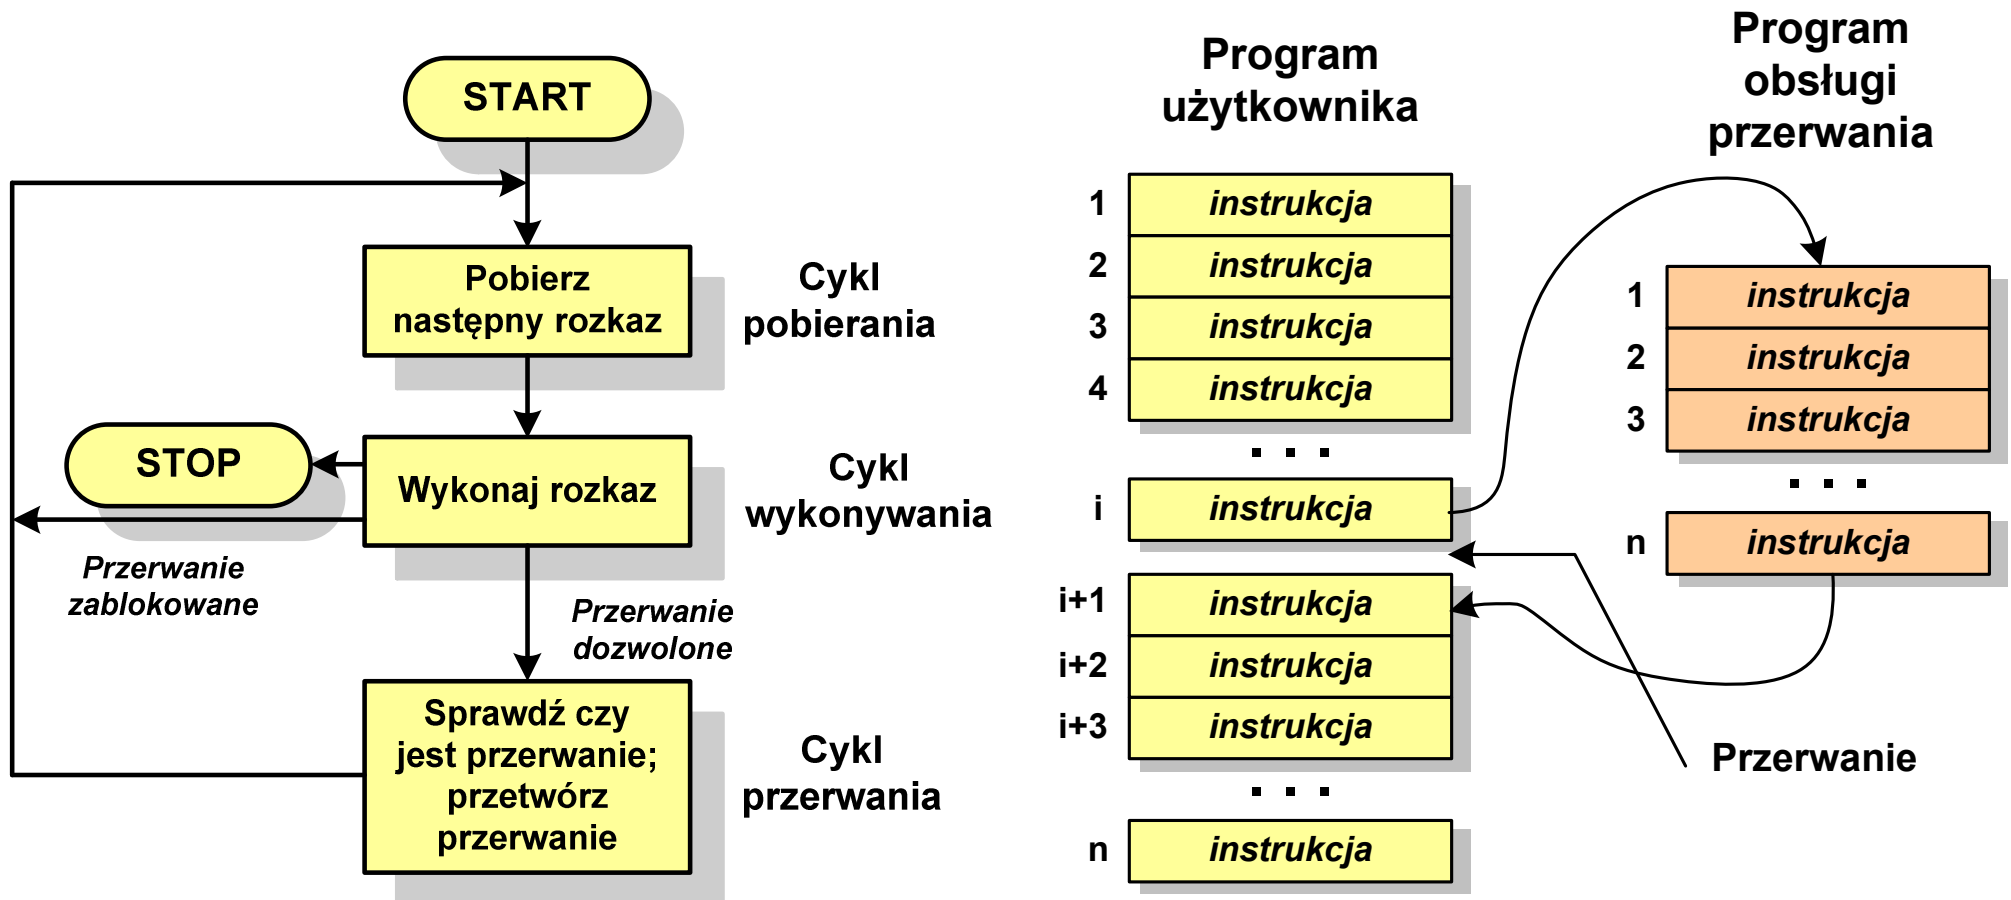 START
Pobierz
następny rozkaz
Cykl
pobierania
STOP
Wykonaj rozkaz
Cykl
wykonywania
Przerwanie
zablokowane
Przerwanie
dozwolone
Sprawdź czy
jest przerwanie;
przetwórz
przerwanie
Cykl
przerwania
Program
użytkownika
1 instrukcja
2 instrukcja
3 instrukcja
4 instrukcja
. . .
i instrukcja
i+1 instrukcja
i+2 instrukcja
i+3 instrukcja
. . .
n instrukcja
Program
obsługi
przerwania
1 instrukcja
2 instrukcja
3 instrukcja
. . .
n instrukcja
Przerwanie